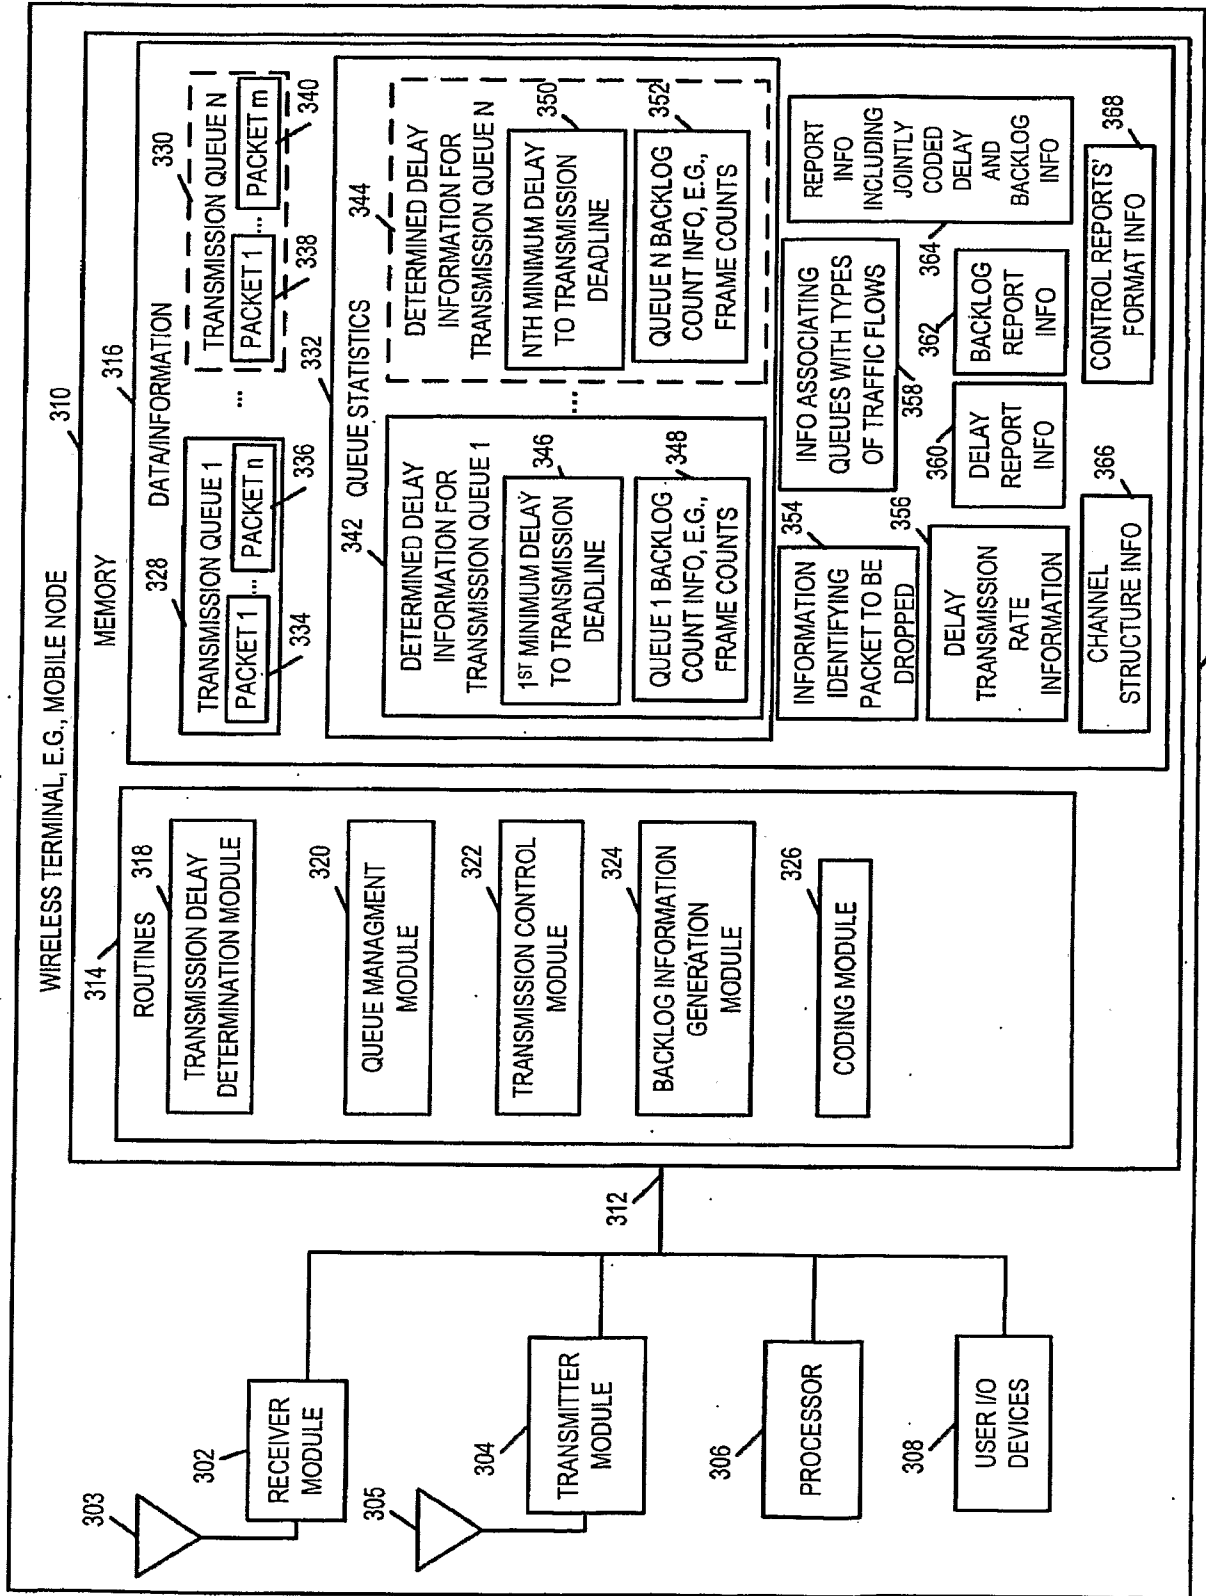 WIRELESS TERMINAL, E.G., MOBILE NODE
310
303
302
RECEIVER
MODULE
305
304
TRANSMITTER
MODULE
306
PROCESSOR
308
USER I/O
DEVICES
312
MEMORY
314
ROUTINES
318
TRANSMISSION DELAY
DETERMINATION MODULE
320
QUEUE MANAGMENT
MODULE
322
TRANSMISSION CONTROL
MODULE
324
BACKLOG INFORMATION
GENERATION
MODULE
326
CODING MODULE
316
DATA/INFORMATION
328
TRANSMISSION QUEUE 1
PACKET 1 ... PACKET n
334
336
...
330
TRANSMISSION QUEUE N
PACKET 1 ... PACKET m
338
340
332
QUEUE STATISTICS
342
DETERMINED DELAY
INFORMATION FOR
TRANSMISSION QUEUE 1
346
1ST MINIMUM DELAY
TO TRANSMISSION
DEADLINE
348
QUEUE 1 BACKLOG
COUNT INFO, E.G.,
FRAME COUNTS
...
344
DETERMINED DELAY
INFORMATION FOR
TRANSMISSION QUEUE N
350
NTH MINIMUM DELAY
TO TRANSMISSION
DEADLINE
352
QUEUE N BACKLOG
COUNT INFO, E.G.,
FRAME COUNTS
354
INFORMATION
IDENTIFYING
PACKET TO BE
DROPPED
INFO ASSOCIATING
QUEUES WITH TYPES
OF TRAFFIC FLOWS
358
REPORT
INFO
INCLUDING
JOINTLY
CODED
DELAY
AND
BACKLOG
INFO
364
356
DELAY
TRANSMISSION
RATE
INFORMATION
360
DELAY
REPORT
INFO
362
BACKLOG
REPORT
INFO
366
CHANNEL
STRUCTURE INFO
368
CONTROL REPORTS'
FORMAT INFO